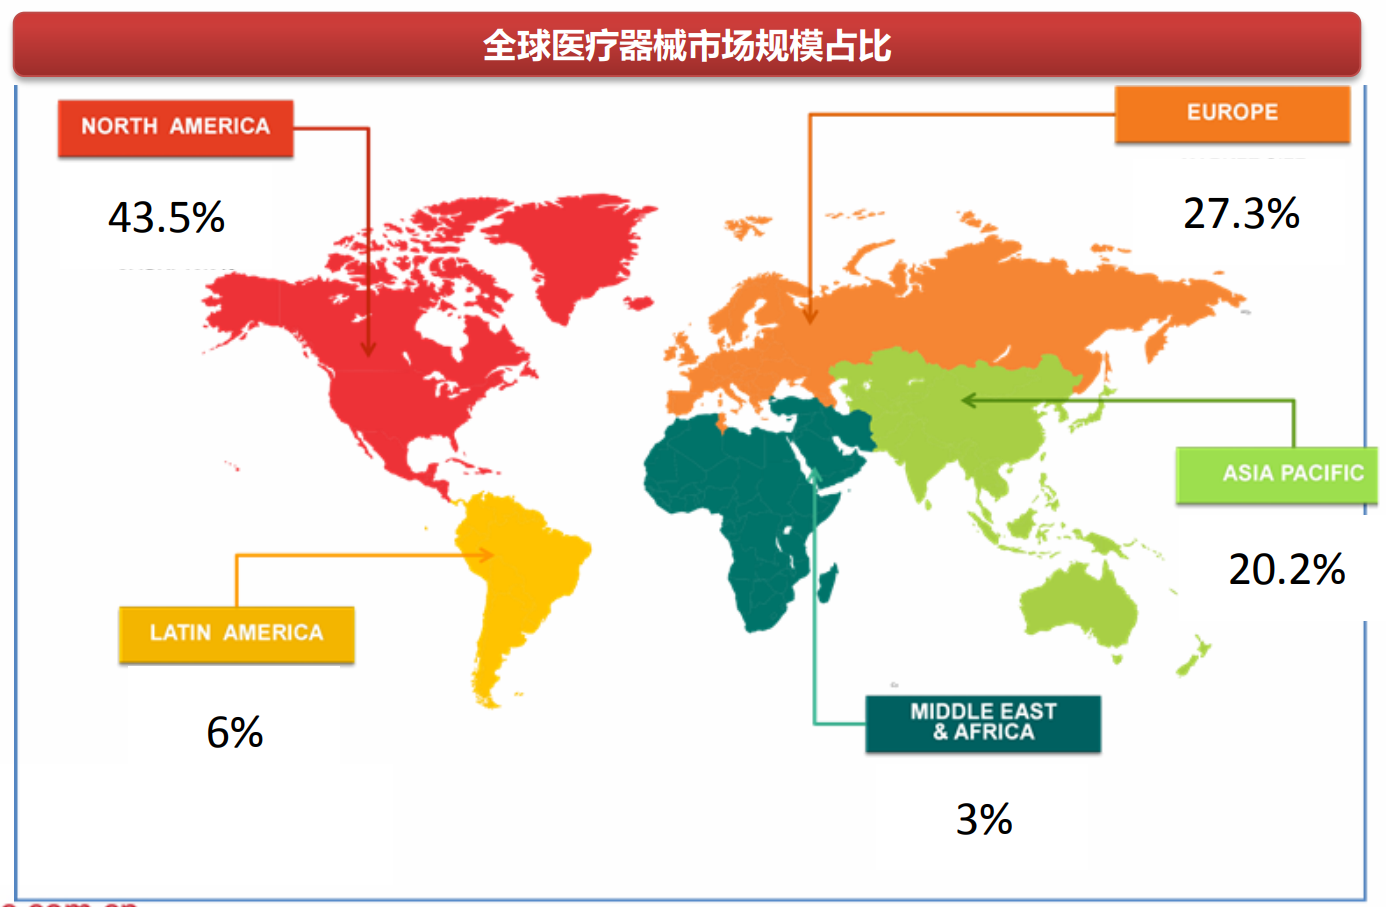 全球医疗器械市场规模占比
NORTH AMERICA
43.5%
EUROPE
27.3%
ASIA PACIFIC
20.2%
LATIN AMERICA
6%
MIDDLE EAST
& AFRICA
3%